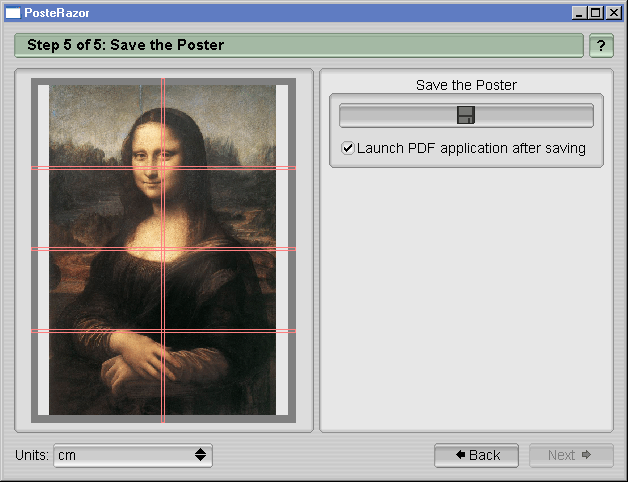 PosteRazor
Step 5 of 5: Save the Poster
?
Save the Poster
Launch PDF application after saving
Units: cm
Back
Next